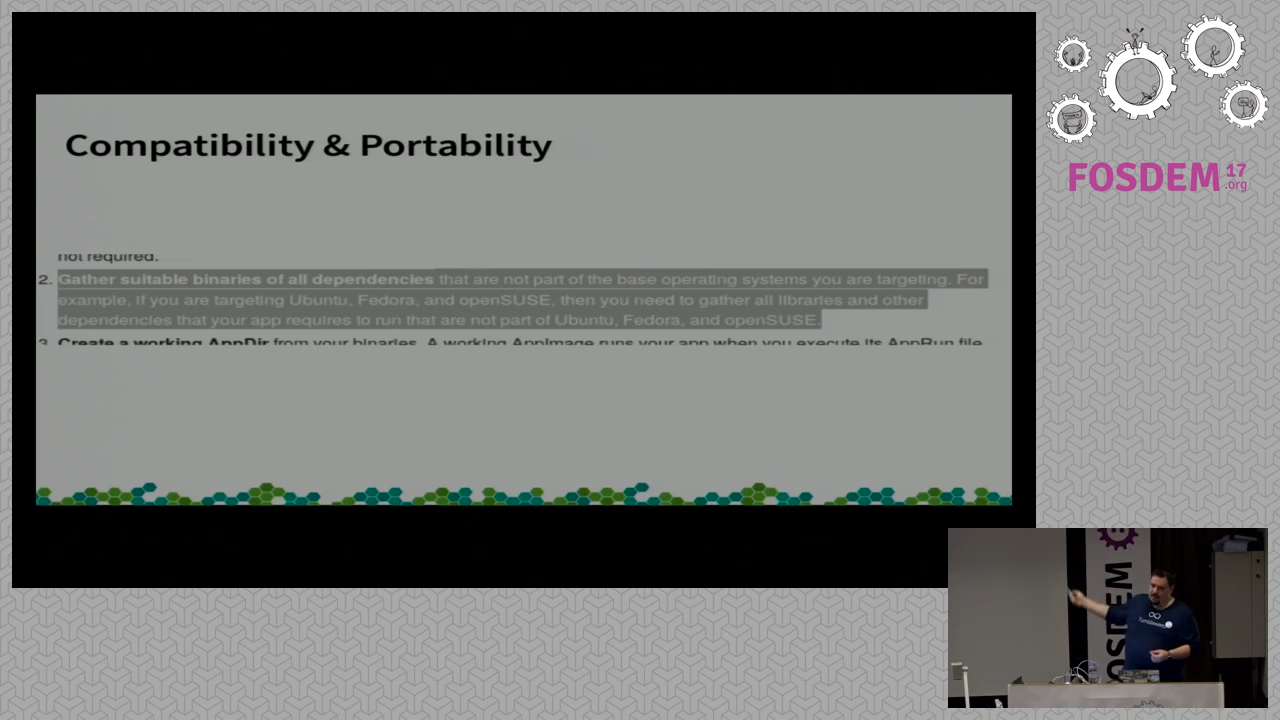 Compatibility & Portability
not required.
2. Gather suitable binaries of all dependencies that are not part of the base operating systems you are targeting. For
example, if you are targeting Ubuntu, Fedora, and openSUSE, then you need to gather all libraries and other
dependencies that your app requires to run that are not part of Ubuntu, Fedora, and openSUSE.
3. Create a working AppDir from your binaries. A working AppImage runs your app when you execute its AppRun file
FOSDEM 17
.org
OSDEM
Tumbleweed